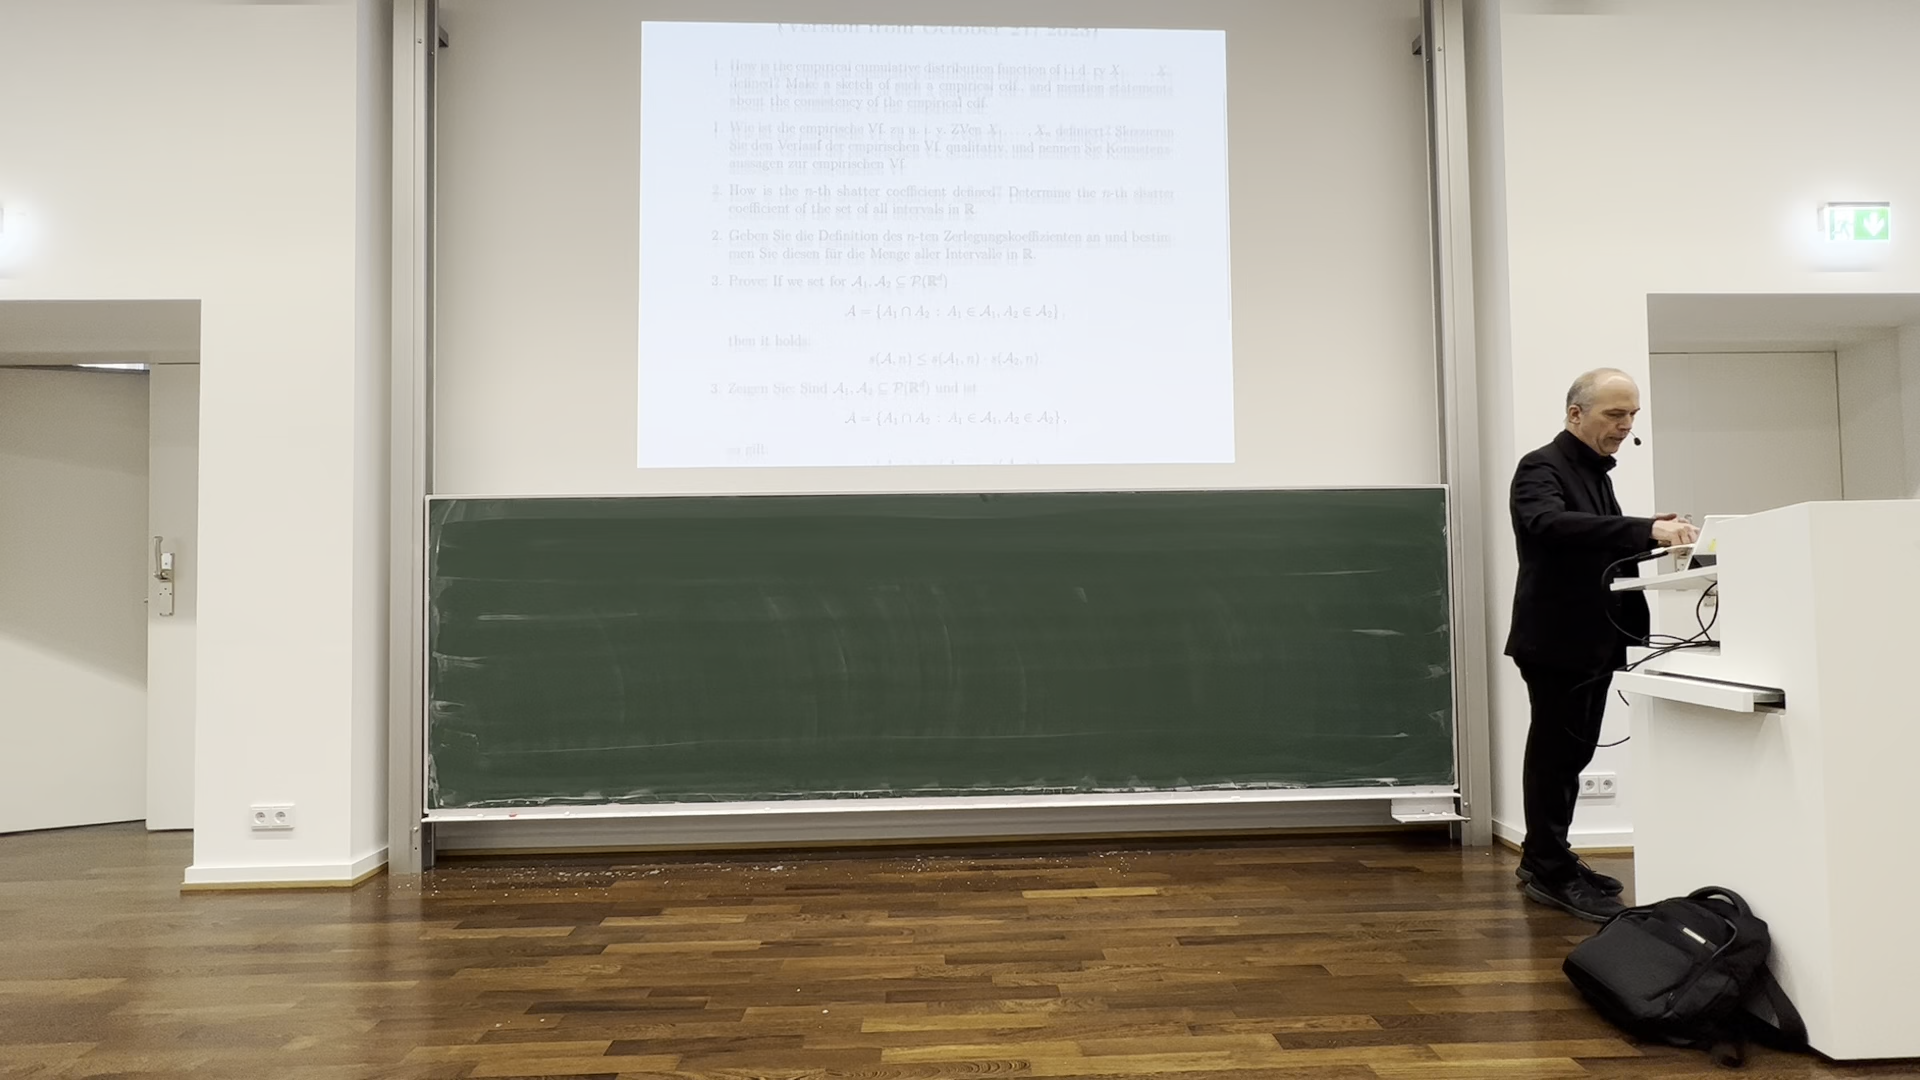 (Version from October 27, 2025)
1. How is the empirical cumulative distribution function of i.i.d. rv X₁, . . . , Xₙ
defined? Make a sketch of such a empirical cdf., and mention statements
about the consistency of the empirical cdf.
1. Wie ist die empirische Vf. zu u. i. v. ZVen X₁, . . . , Xₙ definiert? Skizzieren
Sie den Verlauf der empirischen Vf. qualitativ, und nennen Sie Konsistenz-
aussagen zur empirischen Vf.
2. How is the n-th shatter coefficient defined? Determine the n-th shatter
coefficient of the set of all intervals in ℝ.
2. Geben Sie die Definition des n-ten Zerlegungskoeffizienten an und bestim-
men Sie diesen für die Menge aller Intervalle in ℝ.
3. Prove: If we set for 𝒜₁, 𝒜₂ ⊆ 𝒫(ℝᵈ)
𝒜 = {A₁ ∩ A₂ : A₁ ∈ 𝒜₁, A₂ ∈ 𝒜₂},
then it holds:
s(𝒜, n) ≤ s(𝒜₁, n) · s(𝒜₂, n).
3. Zeigen Sie: Sind 𝒜₁, 𝒜₂ ⊆ 𝒫(ℝᵈ) und ist
𝒜 = {A₁ ∩ A₂ : A₁ ∈ 𝒜₁, A₂ ∈ 𝒜₂},
so gilt: